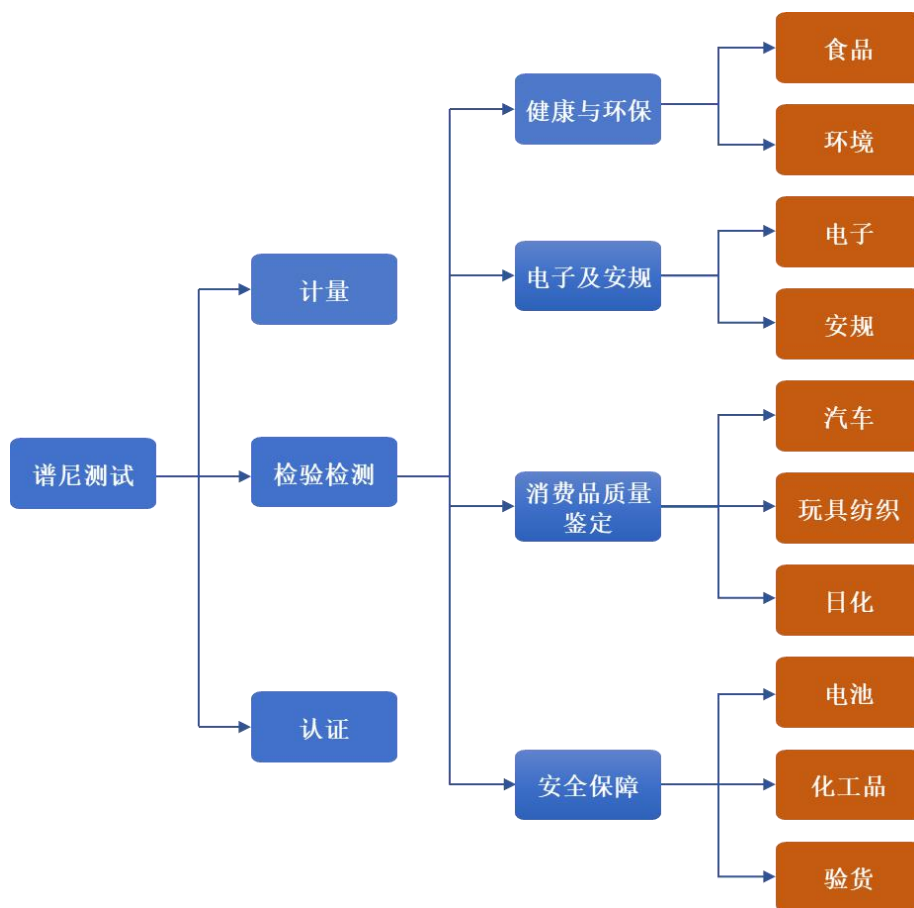 谱尼测试
计量
检验检测
认证
健康与环保
电子及安规
消费品质量
鉴定
安全保障
食品
环境
电子
安规
汽车
玩具纺织
日化
电池
化工品
验货